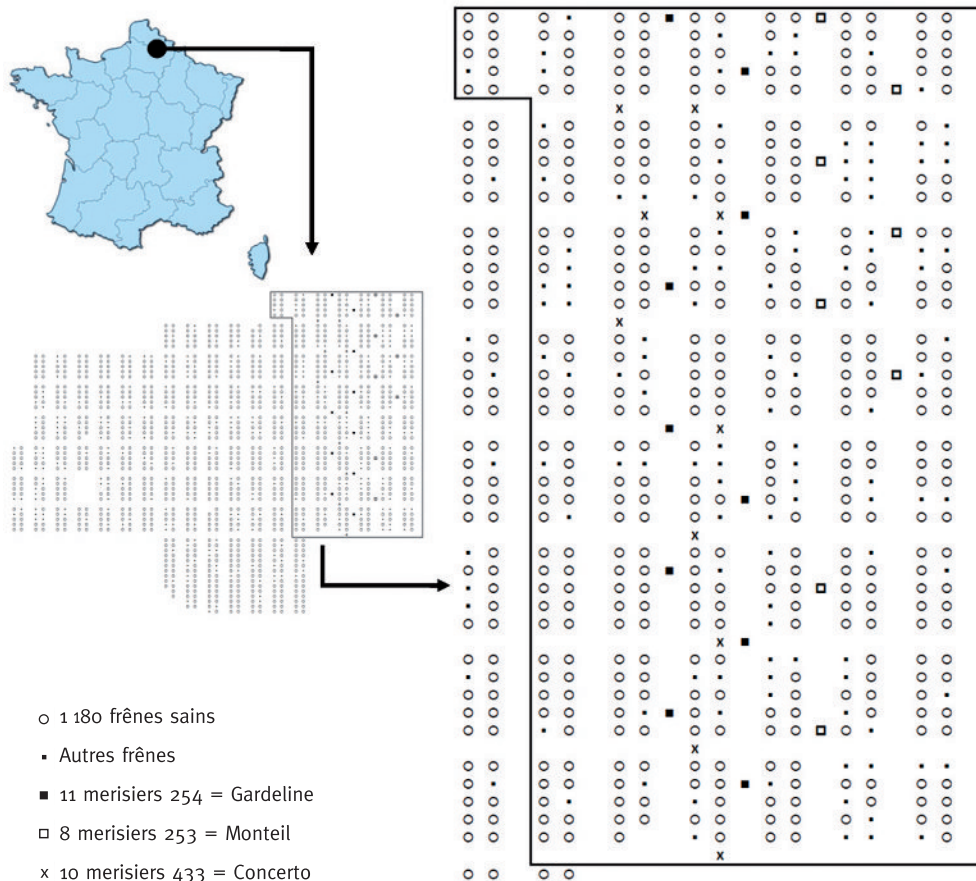 1 180 frênes sains
Autres frênes
11 merisiers 254 = Gardeline
8 merisiers 253 = Monteil
x 10 merisiers 433 = Concerto